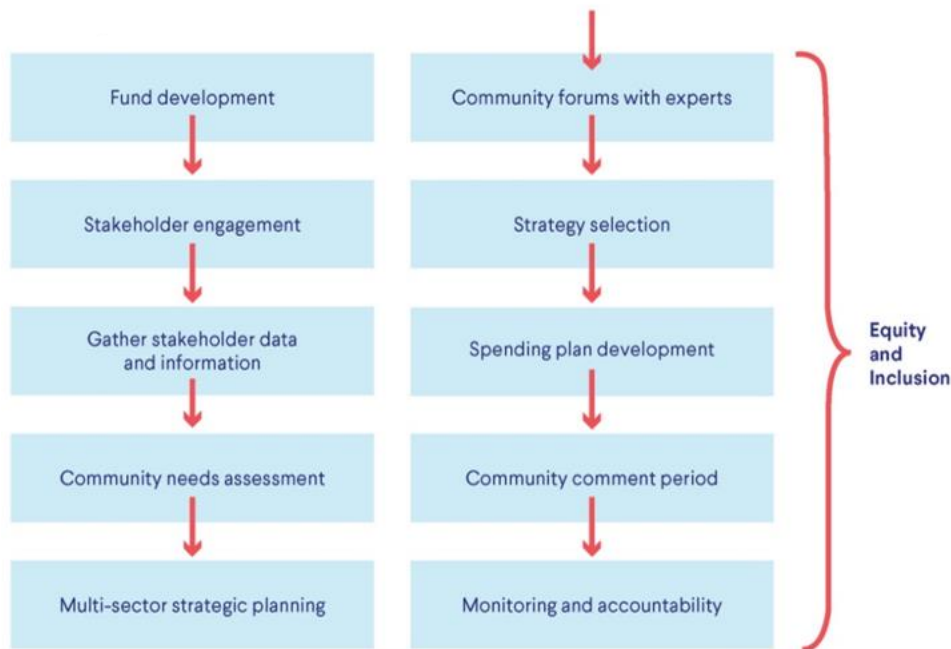 Fund development
Stakeholder engagement
Gather stakeholder data
and information
Community needs assessment
Multi-sector strategic planning
Community forums with experts
Strategy selection
Spending plan development
Community comment period
Monitoring and accountability
Equity
and
Inclusion